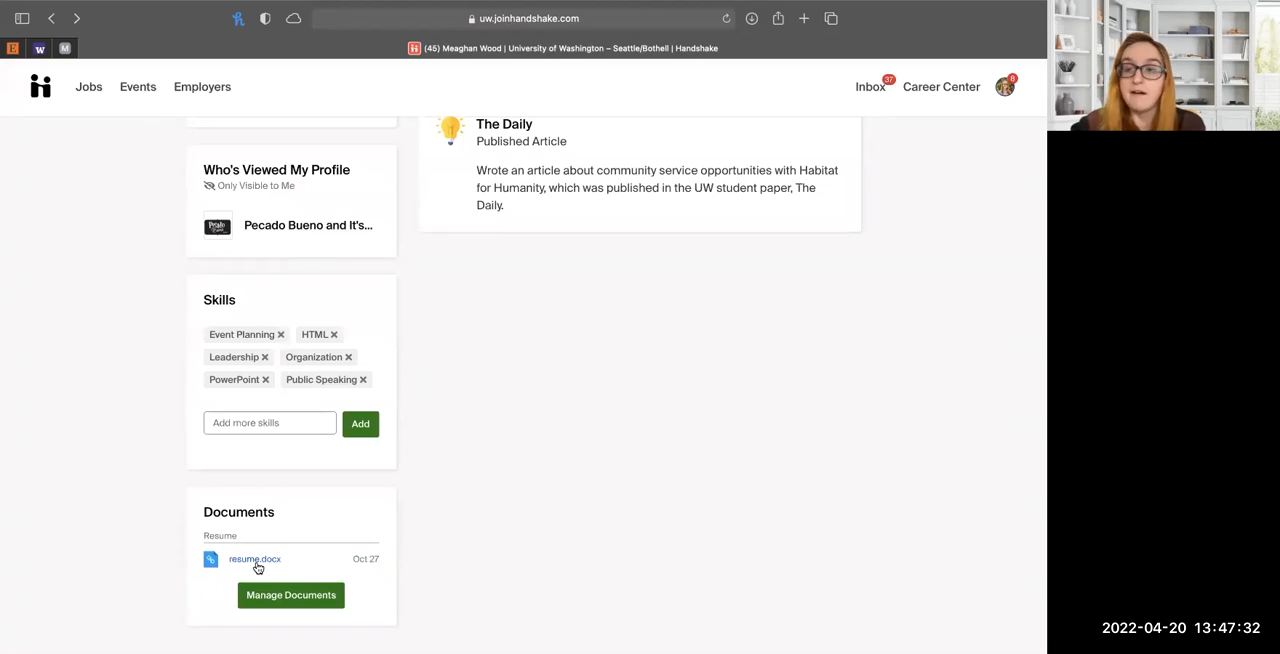 uw.joinhandshake.com
E
w
M
(45) Meaghan Wood | University of Washington – Seattle/Bothell | Handshake
Jobs
Events
Employers
Inbox
37
Career Center
8
The Daily
Published Article
Wrote an article about community service opportunities with Habitat
for Humanity, which was published in the UW student paper, The
Daily.
Who's Viewed My Profile
Only Visible to Me
Pecado Bueno and It's...
Skills
Event Planning ×
HTML ×
Leadership ×
Organization ×
PowerPoint ×
Public Speaking ×
Add more skills
Add
Documents
Resume
resume.docx
Oct 27
Manage Documents
2022-04-20 13:47:32